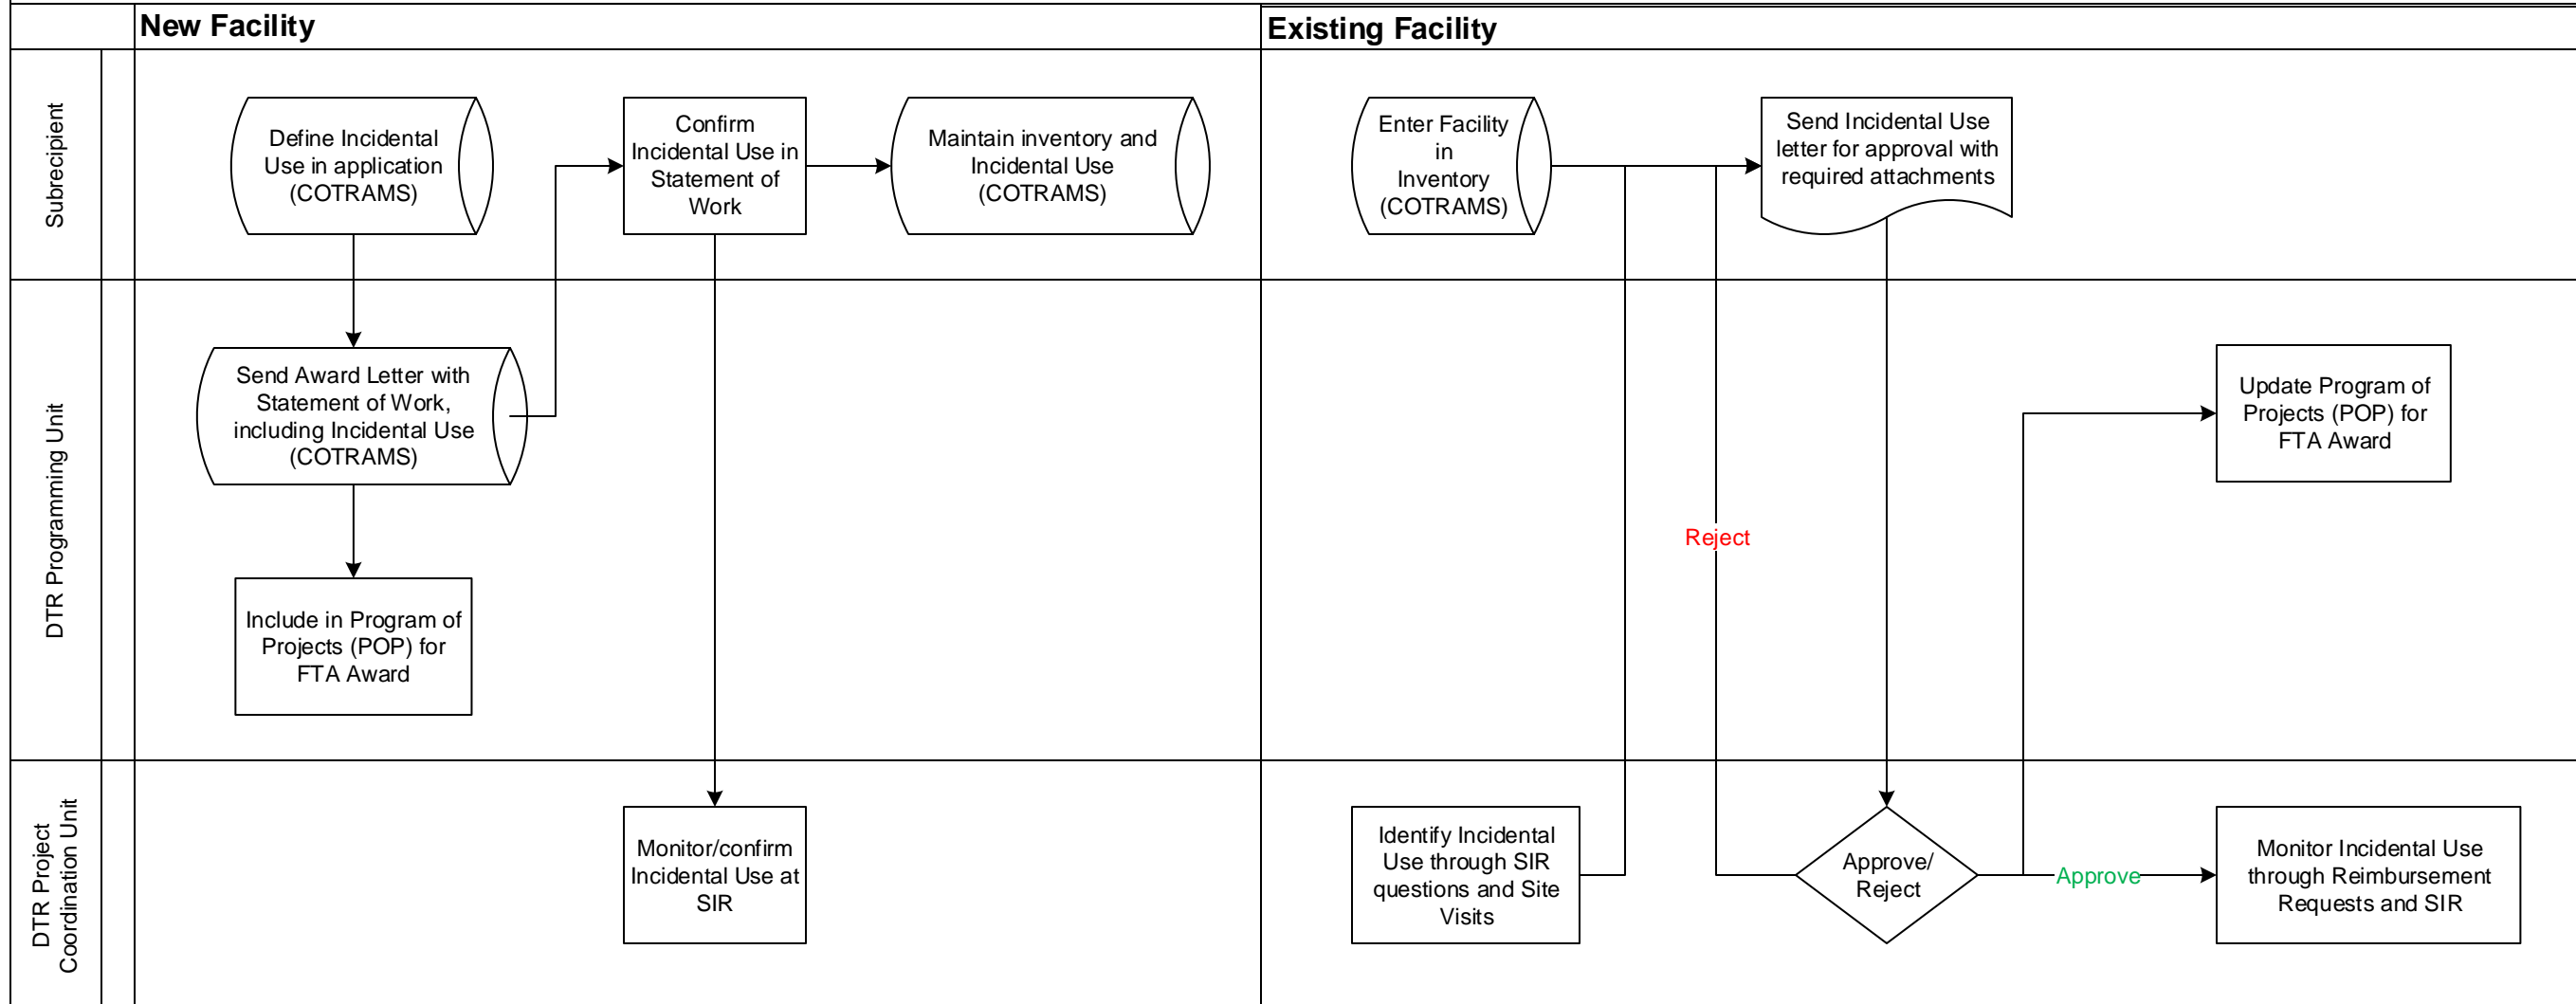 New Facility
Existing Facility
Subrecipient
Define Incidental
Use in application
(COTRAMS)
Confirm
Incidental Use in
Statement of
Work
Maintain inventory and
Incidental Use
(COTRAMS)
Enter Facility
in
Inventory
(COTRAMS)
Send Incidental Use
letter for approval with
required attachments
DTR Programming Unit
Send Award Letter with
Statement of Work,
including Incidental Use
(COTRAMS)
Include in Program of
Projects (POP) for
FTA Award
Reject
Update Program of
Projects (POP) for
FTA Award
DTR Project
Coordination Unit
Monitor/confirm
Incidental Use at
SIR
Identify Incidental
Use through SIR
questions and Site
Visits
Approve/
Reject
Approve
Monitor Incidental Use
through Reimbursement
Requests and SIR